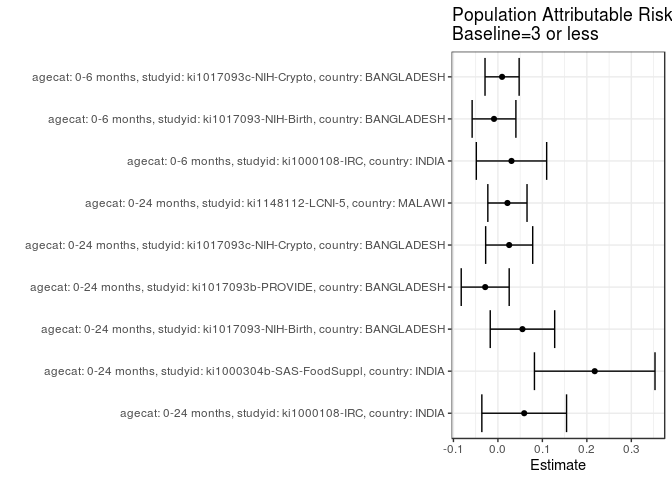 Population Attributable Risk
Baseline=3 or less
agecat: 0-6 months, studyid: ki1017093c-NIH-Crypto, country: BANGLADESH
agecat: 0-6 months, studyid: ki1017093-NIH-Birth, country: BANGLADESH
agecat: 0-6 months, studyid: ki1000108-IRC, country: INDIA
agecat: 0-24 months, studyid: ki1148112-LCNI-5, country: MALAWI
agecat: 0-24 months, studyid: ki1017093c-NIH-Crypto, country: BANGLADESH
agecat: 0-24 months, studyid: ki1017093b-PROVIDE, country: BANGLADESH
agecat: 0-24 months, studyid: ki1017093-NIH-Birth, country: BANGLADESH
agecat: 0-24 months, studyid: ki1000304b-SAS-FoodSuppl, country: INDIA
agecat: 0-24 months, studyid: ki1000108-IRC, country: INDIA
-0.1 0.0 0.1 0.2 0.3
Estimate